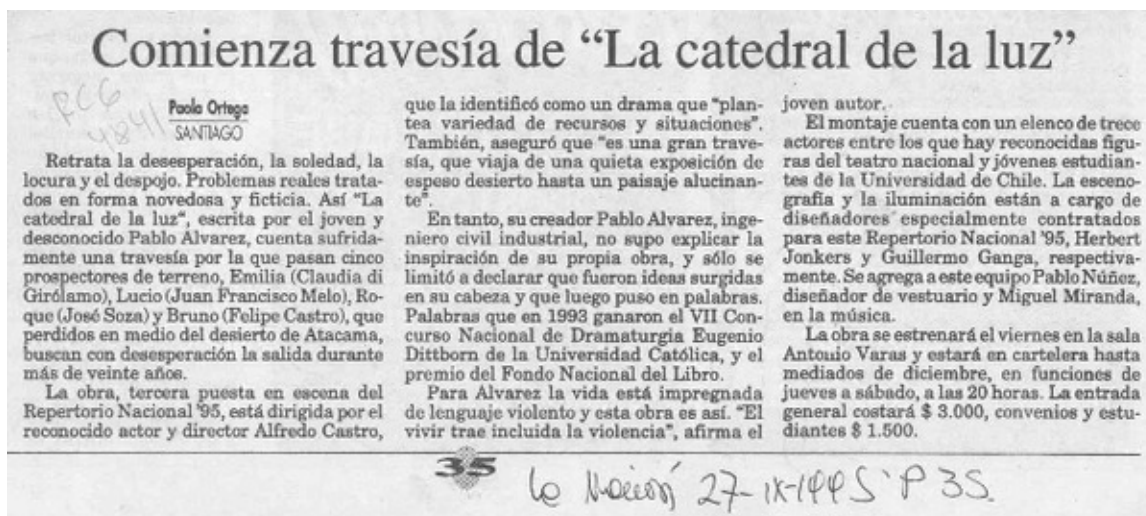 Comienza travesía de “La catedral de la luz”
Paola Ortega
SANTIAGO
Retrata la desesperación, la soledad, la
locura y el despojo. Problemas reales trata-
dos en forma novedosa y ficticia. Así “La
catedral de la luz“, escrita por el joven y
desconocido Pablo Alvarez, cuenta sufrida-
mente una travesía por la que pasan cinco
prospectores de terreno, Emilia (Claudia di
Girólamo), Lucio (Juan Francisco Melo), Ro-
que (José Soza) y Bruno (Felipe Castro), que
perdidos en medio del desierto de Atacama,
buscan con desesperación la salida durante
más de veinte años.
La obra, tercera puesta en escena del
Repertorio Nacional '95, está dirigida por el
reconocido actor y director Alfredo Castro,
que la identificó como un drama que “plan-
tea variedad de recursos y situaciones”.
También, aseguró que “es una gran trave-
sía, que viaja de una quieta exposición de
espeso desierto hasta un paisaje alucinan-
te”.
En tanto, su creador Pablo Alvarez, inge-
niero civil industrial, no supo explicar la
inspiración de su propia obra, y sólo se
limitó a declarar que fueron ideas surgidas
en su cabeza y que luego puso en palabras.
Palabras que en 1993 ganaron el VII Con-
curso Nacional de Dramaturgia Eugenio
Dittborn de la Universidad Católica, y el
premio del Fondo Nacional del Libro.
Para Alvarez la vida está impregnada
de lenguaje violento y esta obra es así. “El
vivir trae incluida la violencia”, afirma el
joven autor.
El montaje cuenta con un elenco de trece
actores entre los que hay reconocidas figu-
ras del teatro nacional y jóvenes estudian-
tes de la Universidad de Chile. La esceno-
grafía y la iluminación están a cargo de
diseñadores especialmente contratados
para este Repertorio Nacional '95, Herbert
Jonkers y Guillermo Ganga, respectiva-
mente. Se agrega a este equipo Pablo Núñez,
diseñador de vestuario y Miguel Miranda,
en la música.
La obra se estrenará el viernes en la sala
Antonio Varas y estará en cartelera hasta
mediados de diciembre, en funciones de
jueves a sábado, a las 20 horas. La entrada
general costará $ 3.000, convenios y estu-
diantes $ 1.500.
35
La Nación 27-IX-1995 P 35.